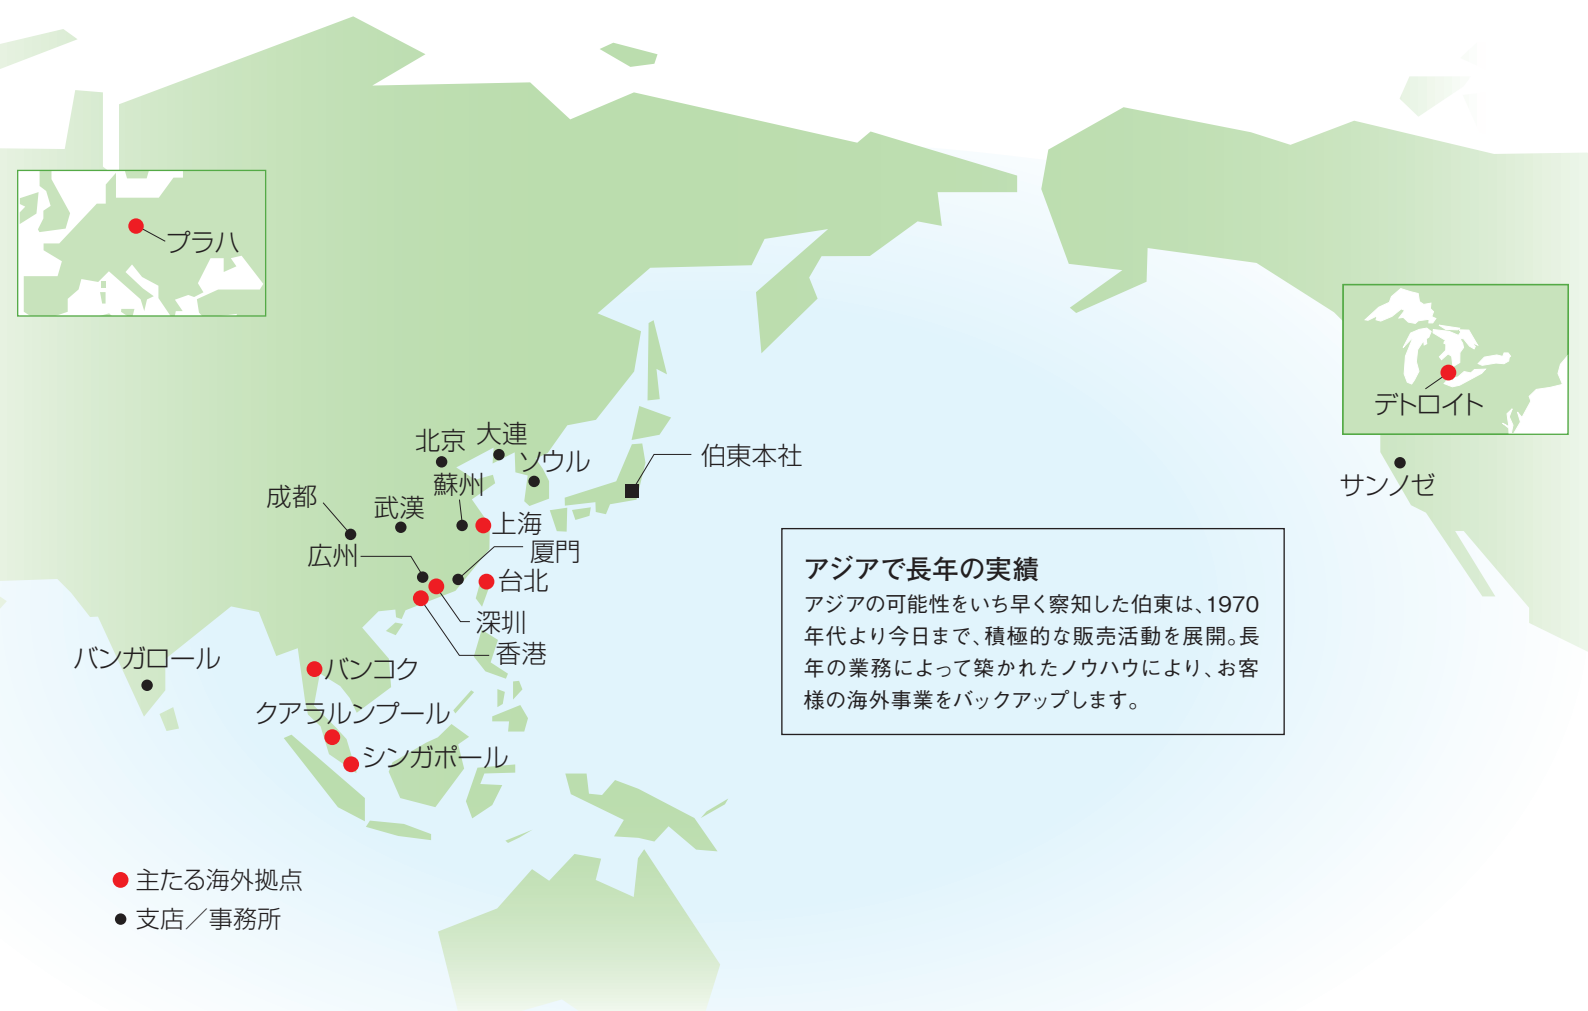 プラハ
デトロイト
北京
大連
ソウル
伯東本社
蘇州
サンノゼ
成都
武漢
上海
広州
厦門
台北
深圳
香港
バンガロール
バンコク
クアラルンプール
シンガポール
アジアで長年の実績
アジアの可能性をいち早く察知した伯東は、1970
年代より今日まで、積極的な販売活動を展開。長
年の業務によって築かれたノウハウにより、お客
様の海外事業をバックアップします。
主たる海外拠点
支店／事務所